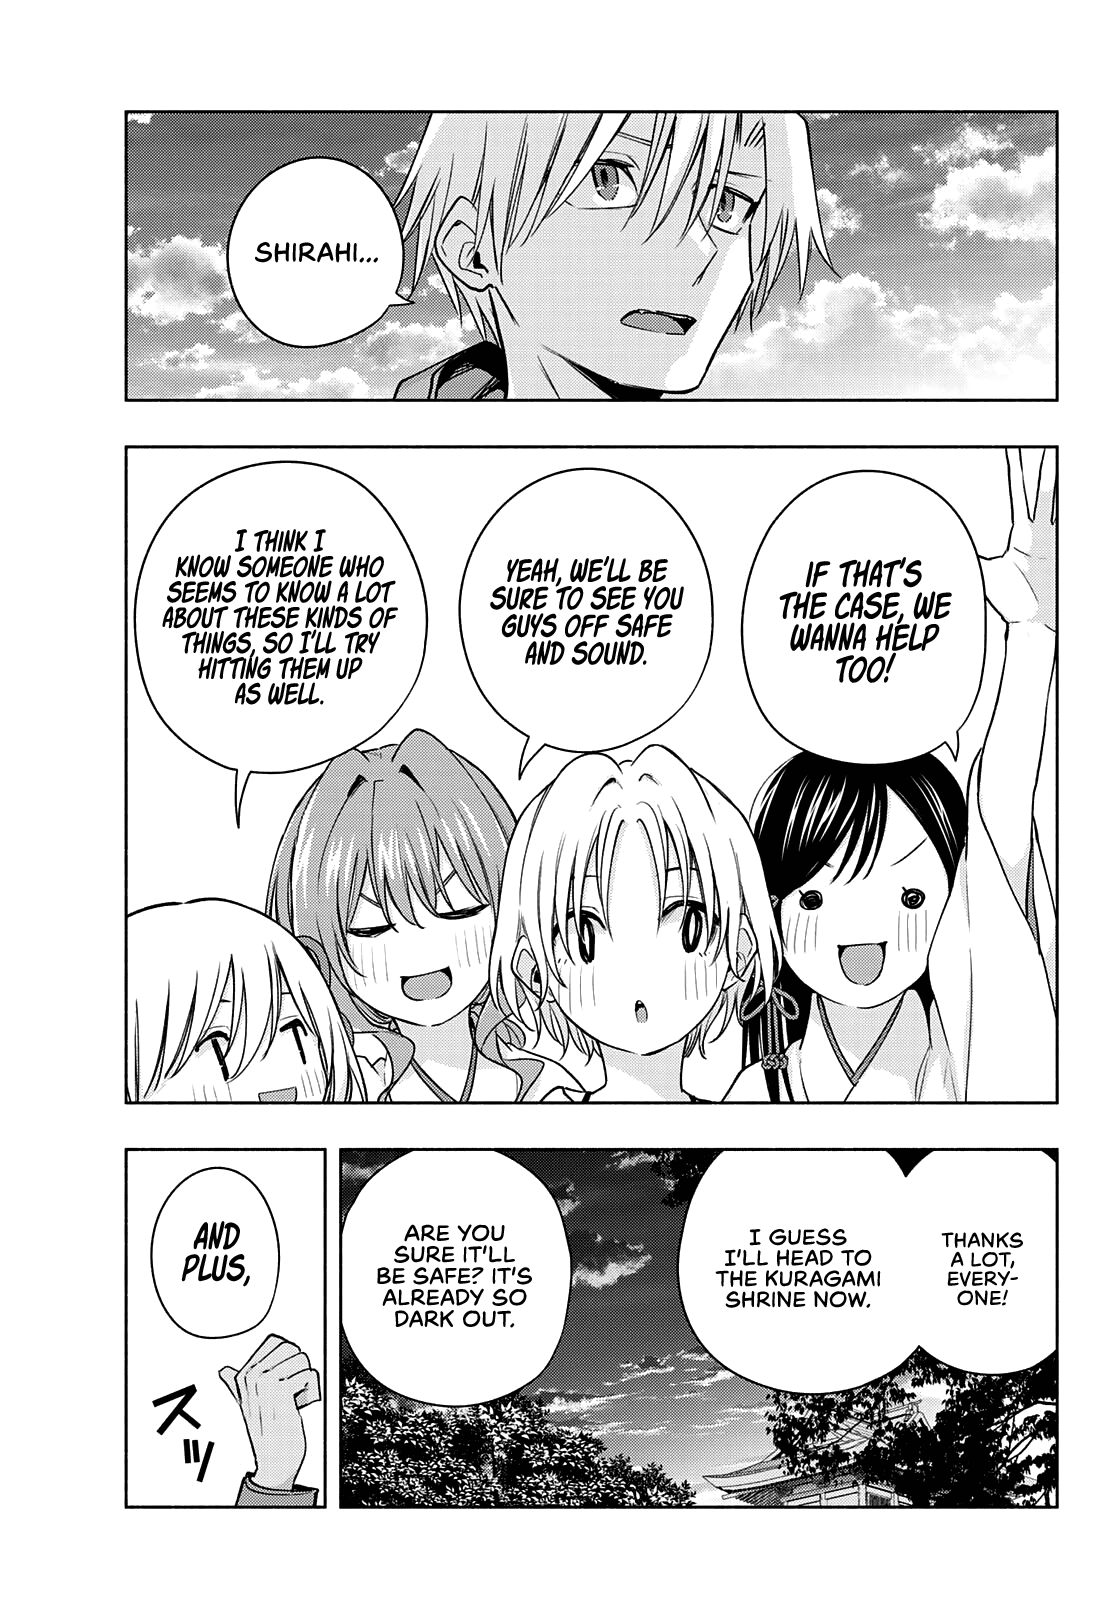 SHIRAHI...
IF THAT'S
THE CASE, WE
WANNA HELP
TOO!
YEAH, WE'LL BE
SURE TO SEE YOU
GUYS OFF SAFE
AND SOUND.
I THINK I
KNOW SOMEONE WHO
SEEMS TO KNOW A LOT
ABOUT THESE KINDS OF
THINGS, SO I'LL TRY
HITTING THEM UP
AS WELL.
THANKS
A LOT,
EVERY-
ONE!
I GUESS
I'LL HEAD TO
THE KURAGAMI
SHRINE NOW.
ARE YOU
SURE IT'LL
BE SAFE? IT'S
ALREADY SO
DARK OUT.
AND
PLUS,
スッ